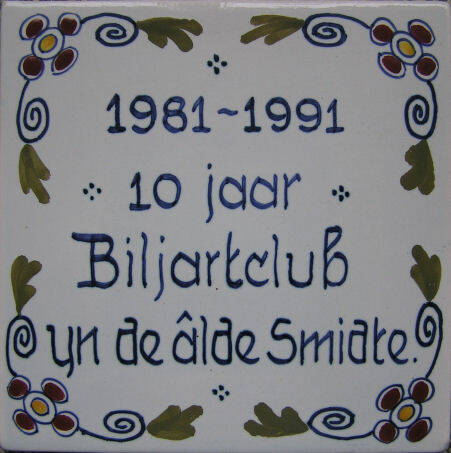 1981~1991
10 jaar
Biljartclub
yn de âlde Smidte.